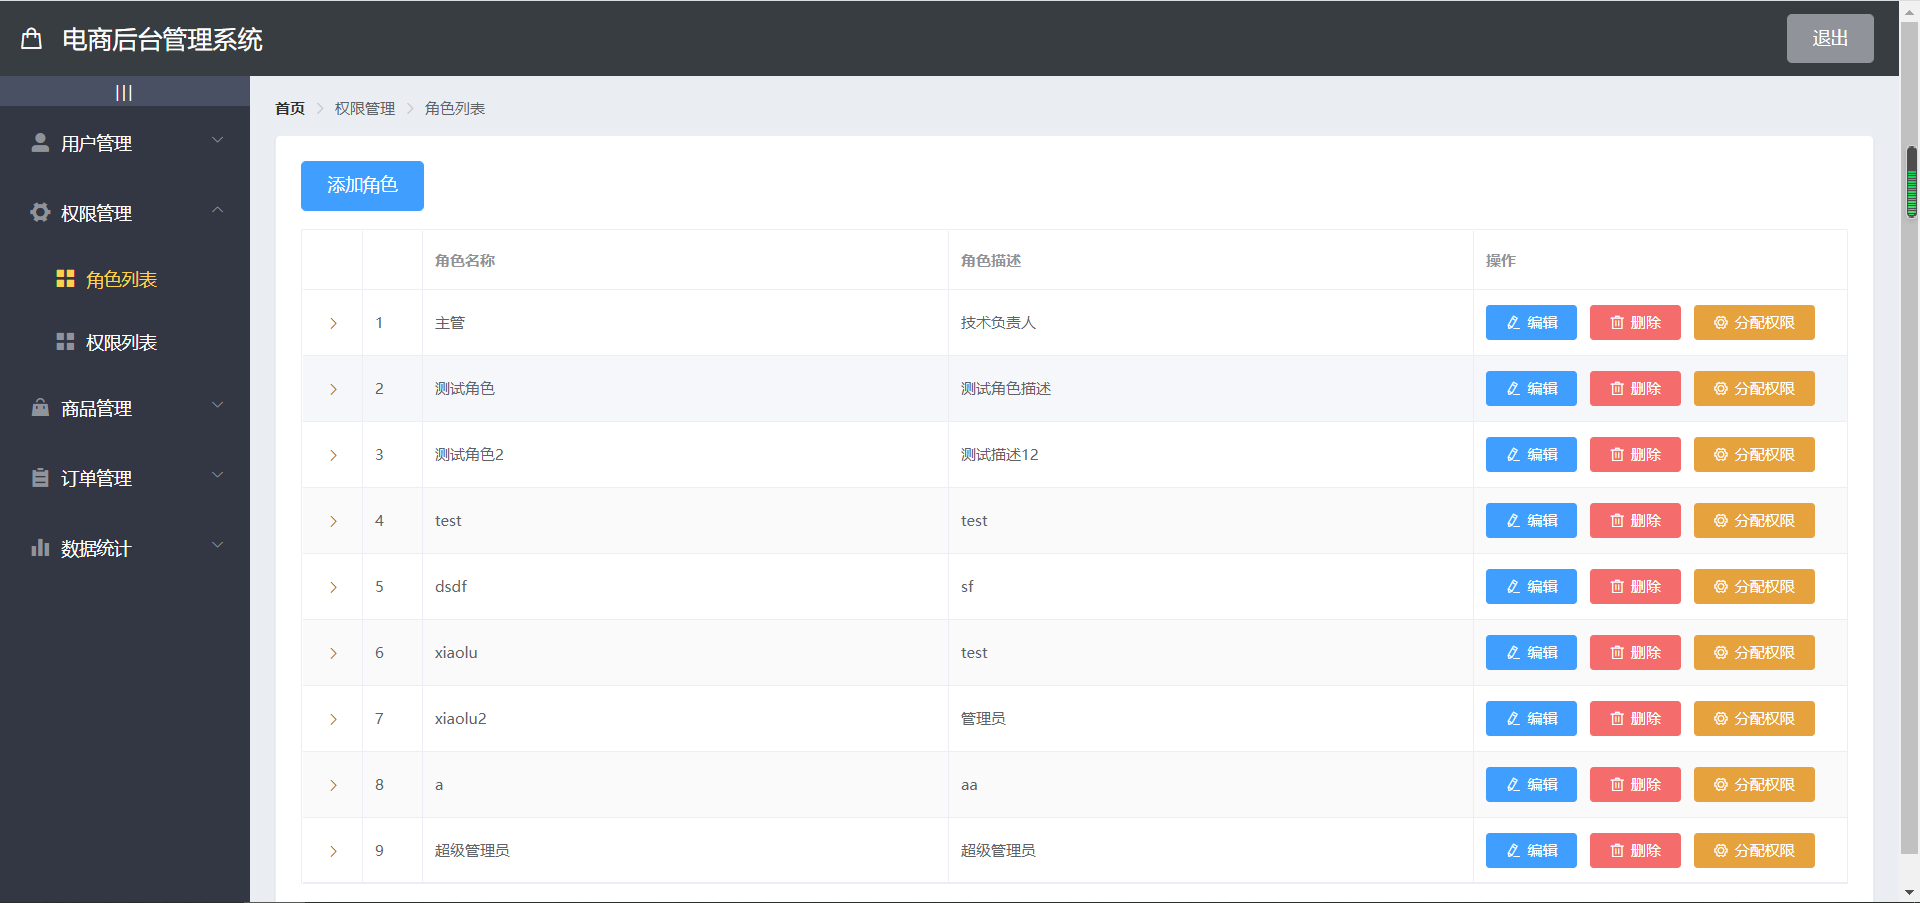 电商后台管理系统
退出
|||
首页 权限管理 角色列表
用户管理
权限管理
角色列表
权限列表
商品管理
订单管理
数据统计
添加角色
角色名称 角色描述 操作
1 主管 技术负责人 编辑 删除 分配权限
2 测试角色 测试角色描述 编辑 删除 分配权限
3 测试角色2 测试描述12 编辑 删除 分配权限
4 test test 编辑 删除 分配权限
5 dsdf sf 编辑 删除 分配权限
6 xiaolu test 编辑 删除 分配权限
7 xiaolu2 管理员 编辑 删除 分配权限
8 a aa 编辑 删除 分配权限
9 超级管理员 超级管理员 编辑 删除 分配权限